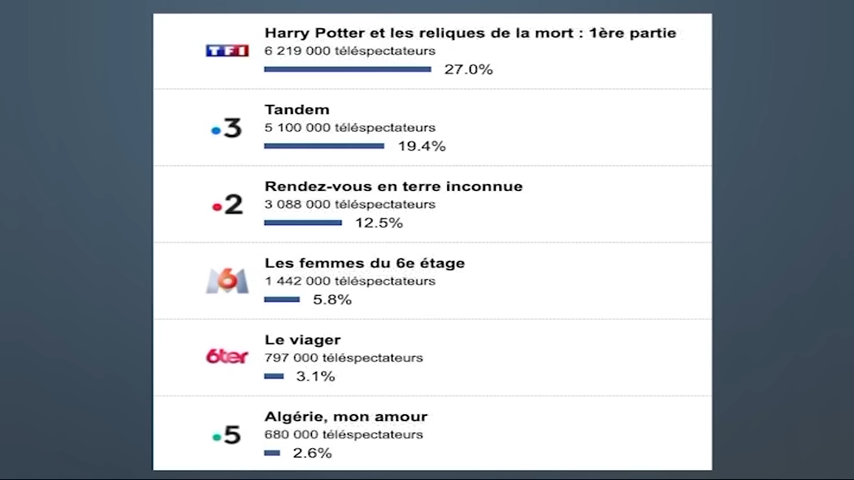 Harry Potter et les reliques de la mort : 1ère partie
TF1
6 219 000 téléspectateurs
27.0%
Tandem
3
5 100 000 téléspectateurs
19.4%
Rendez-vous en terre inconnue
2
3 088 000 téléspectateurs
12.5%
Les femmes du 6e étage
M6
1 442 000 téléspectateurs
5.8%
Le viager
6ter
797 000 téléspectateurs
3.1%
Algérie, mon amour
5
680 000 téléspectateurs
2.6%